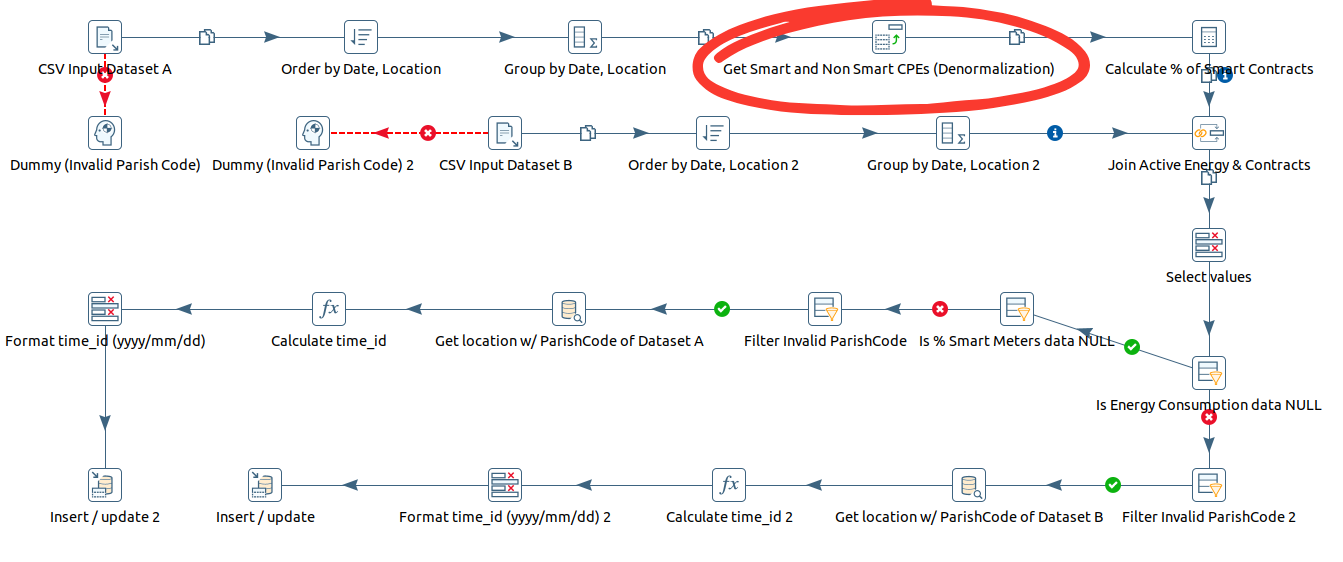 CSV Input Dataset A
Order by Date, Location
Group by Date, Location
Get Smart and Non Smart CPEs (Denormalization)
Calculate % of Smart Contracts
Dummy (Invalid Parish Code)
Dummy (Invalid Parish Code) 2
CSV Input Dataset B
Order by Date, Location 2
Group by Date, Location 2
Join Active Energy & Contracts
Select values
Format time_id (yyyy/mm/dd)
Calculate time_id
Get location w/ ParishCode of Dataset A
Filter Invalid ParishCode
Is % Smart Meters data NULL
Is Energy Consumption data NULL
Insert / update 2
Insert / update
Format time_id (yyyy/mm/dd) 2
Calculate time_id 2
Get location w/ ParishCode of Dataset B
Filter Invalid ParishCode 2